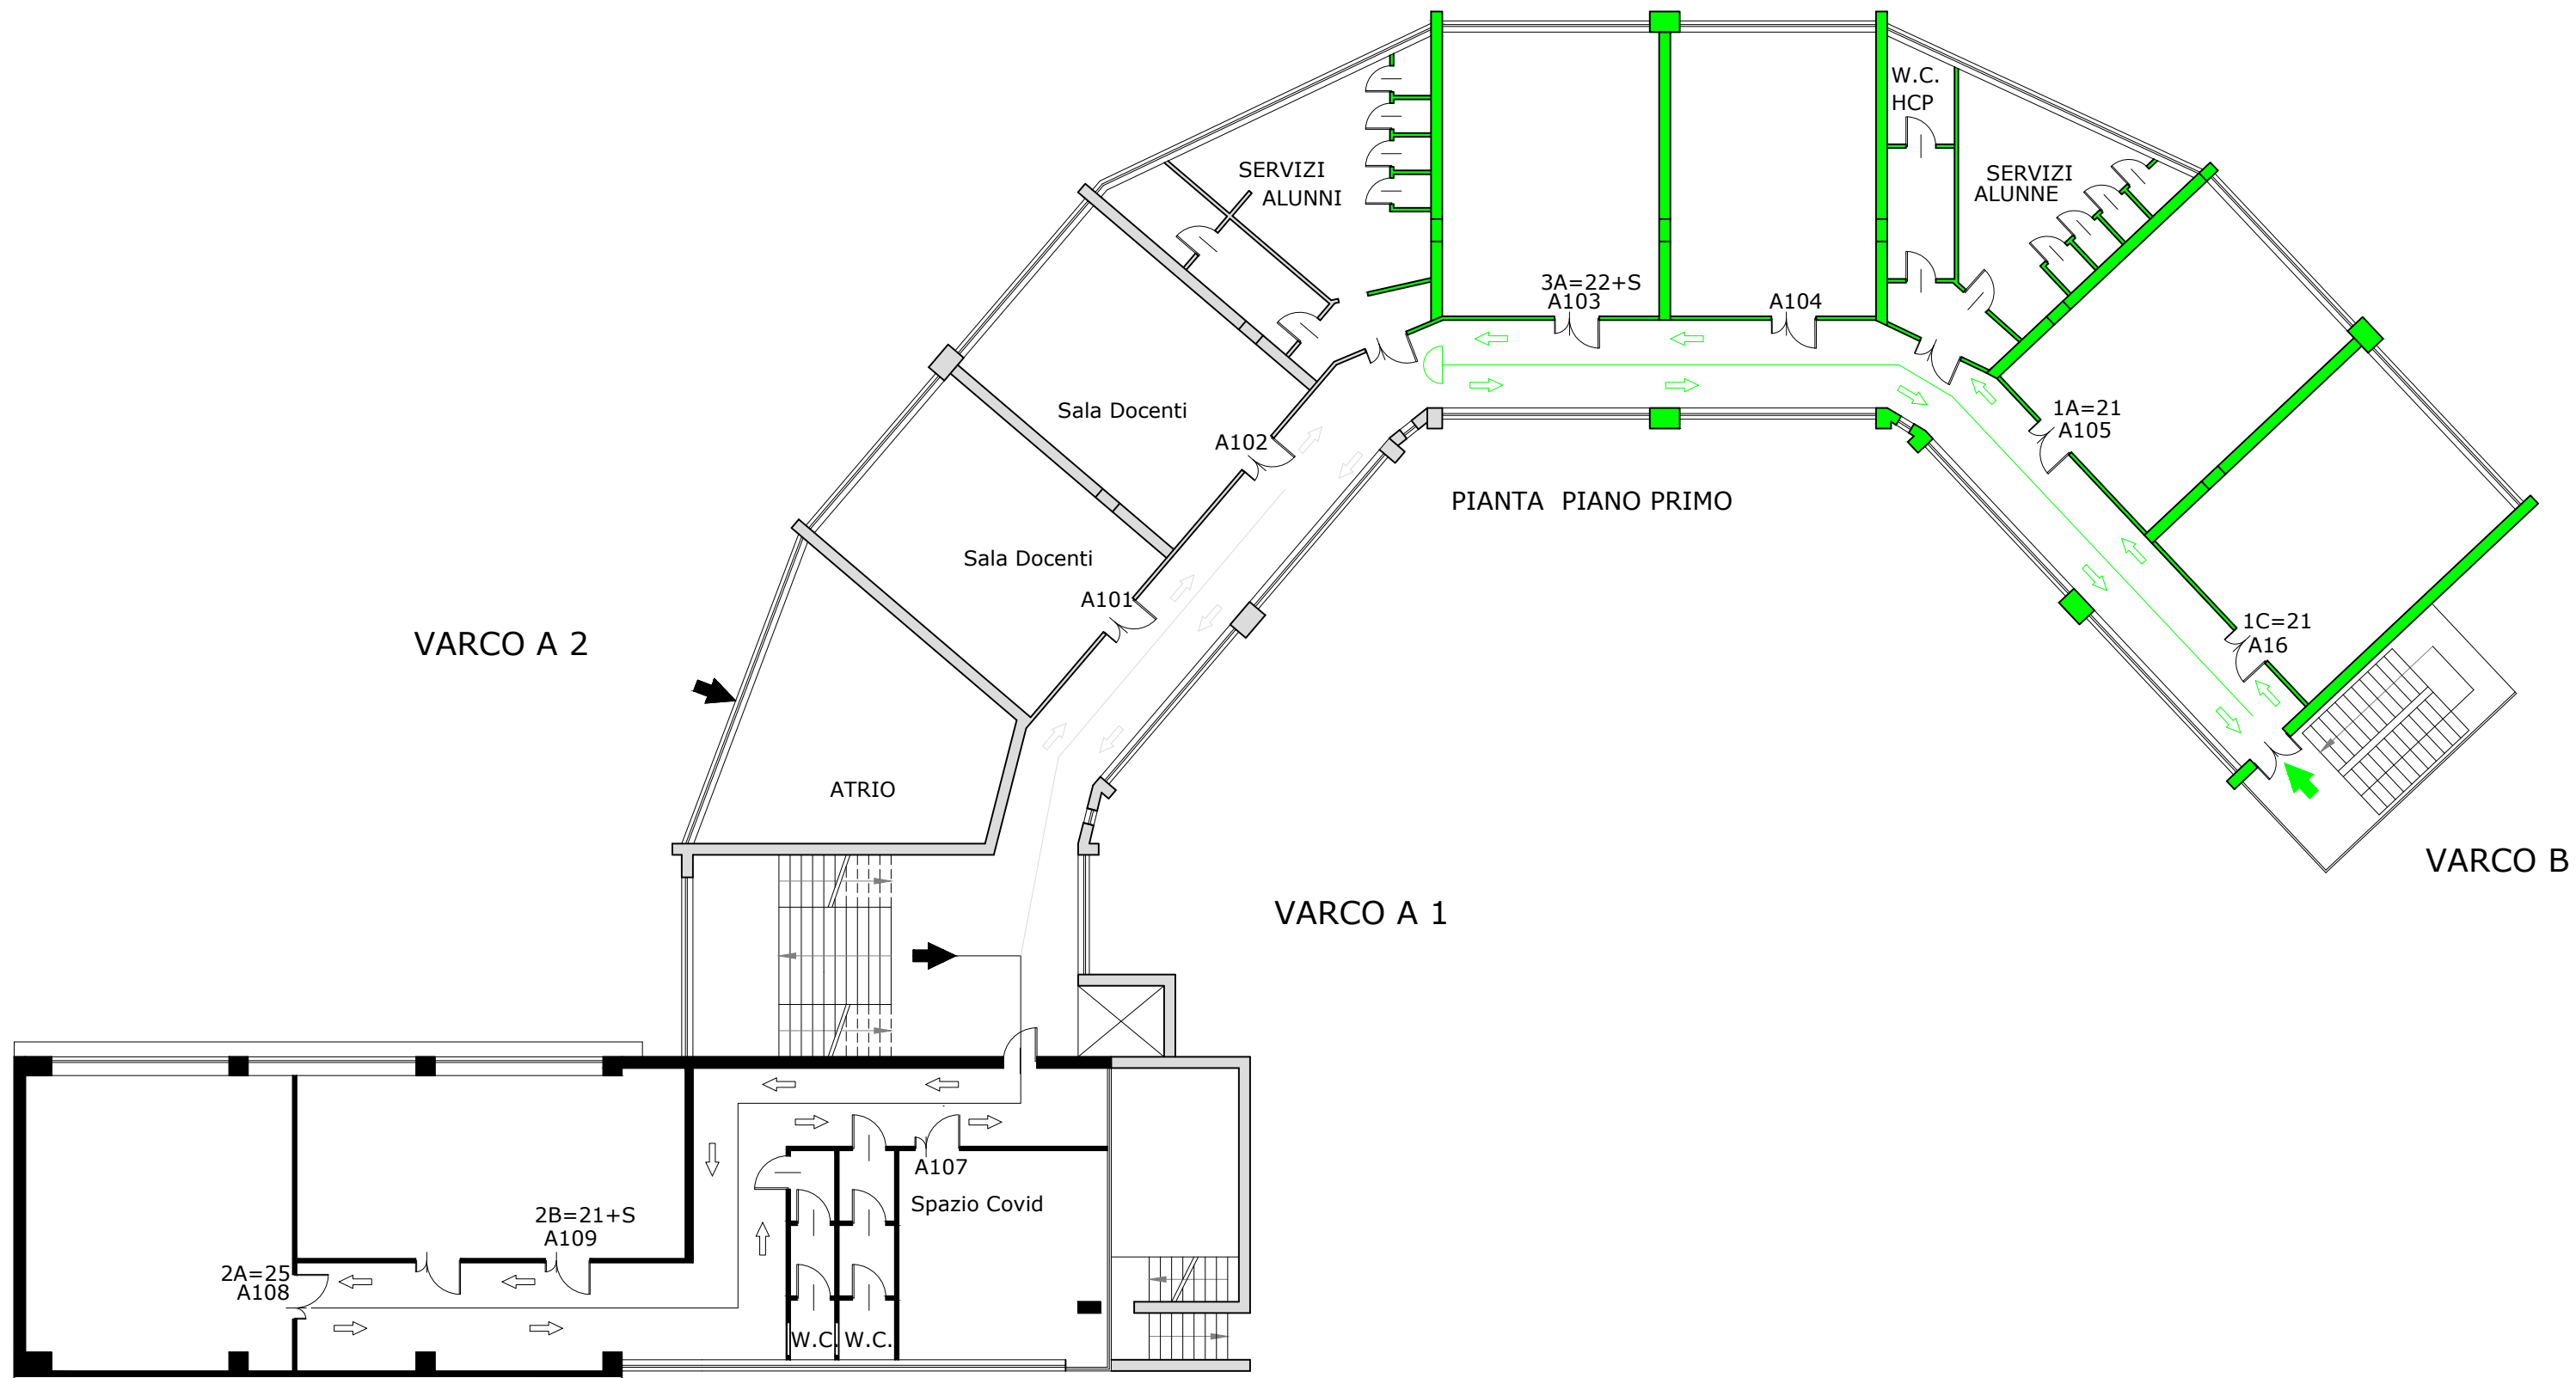 W.C.
HCP
SERVIZI
ALUNNI
SERVIZI
ALUNNE
3A=22+S
A103
A104
1A=21
A105
Sala Docenti
A102
PIANTA PIANO PRIMO
Sala Docenti
A101
1C=21
A16
VARCO A 2
ATRIO
VARCO B
VARCO A 1
A107
Spazio Covid
2B=21+S
A109
2A=25
A108
W.C.
W.C.